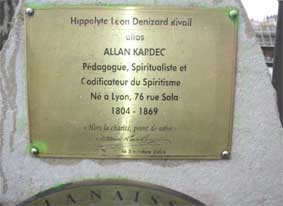 Hippolyte Léon Denizard Rivail
alias
ALLAN KARDEC
Pédagogue, Spiritualiste et
Codificateur du Spiritisme
Né à Lyon, 76 rue Sala
1804 - 1869
« Hors la charité, point de salut »
LANAISS